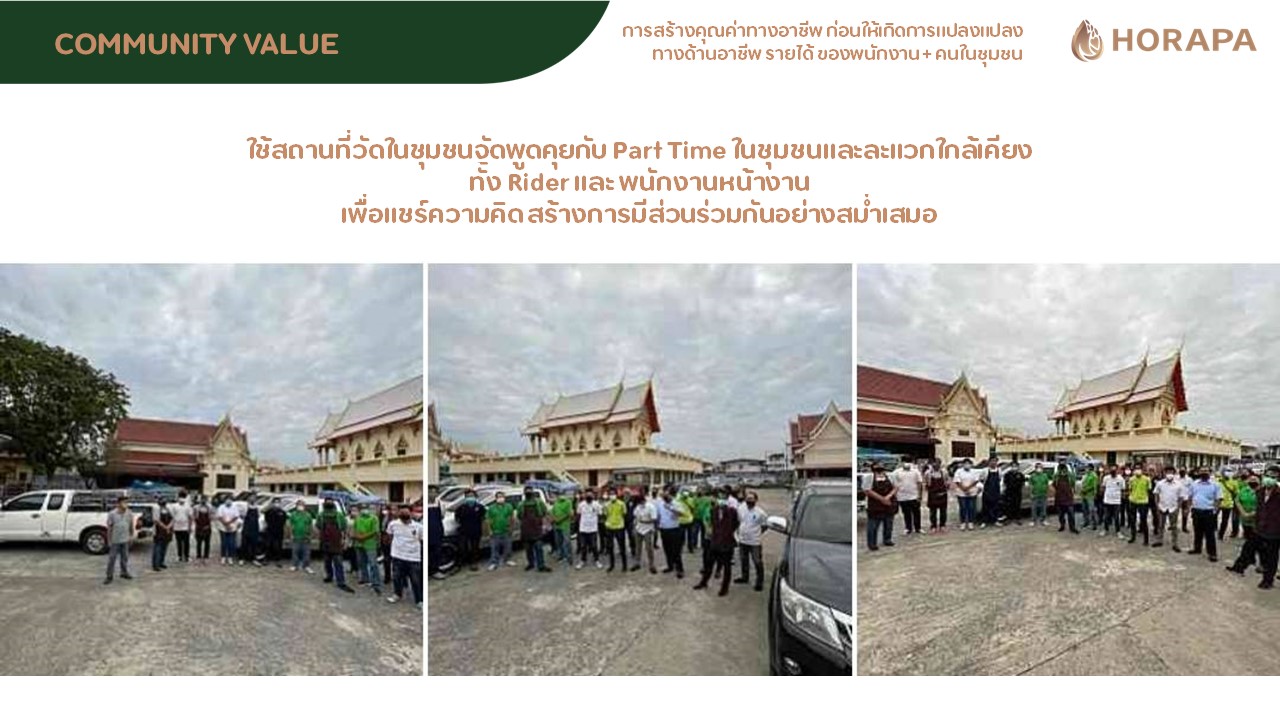 COMMUNITY VALUE
การสร้างคุณค่าทางอาชีพ ก่อนให้เกิดการแปลงแปลง
ทางด้านอาชีพ รายได้ ของพนักงาน + คนในชุมชน
HORAPA
ใช้สถานที่วัดในชุมชนจัดพูดคุยกับ Part Time ในชุมชนและละแวกใกล้เคียง
ทั้ง Rider และ พนักงานหน้างาน
เพื่อแชร์ความคิด สร้างการมีส่วนร่วมกันอย่างสม่ำเสมอ